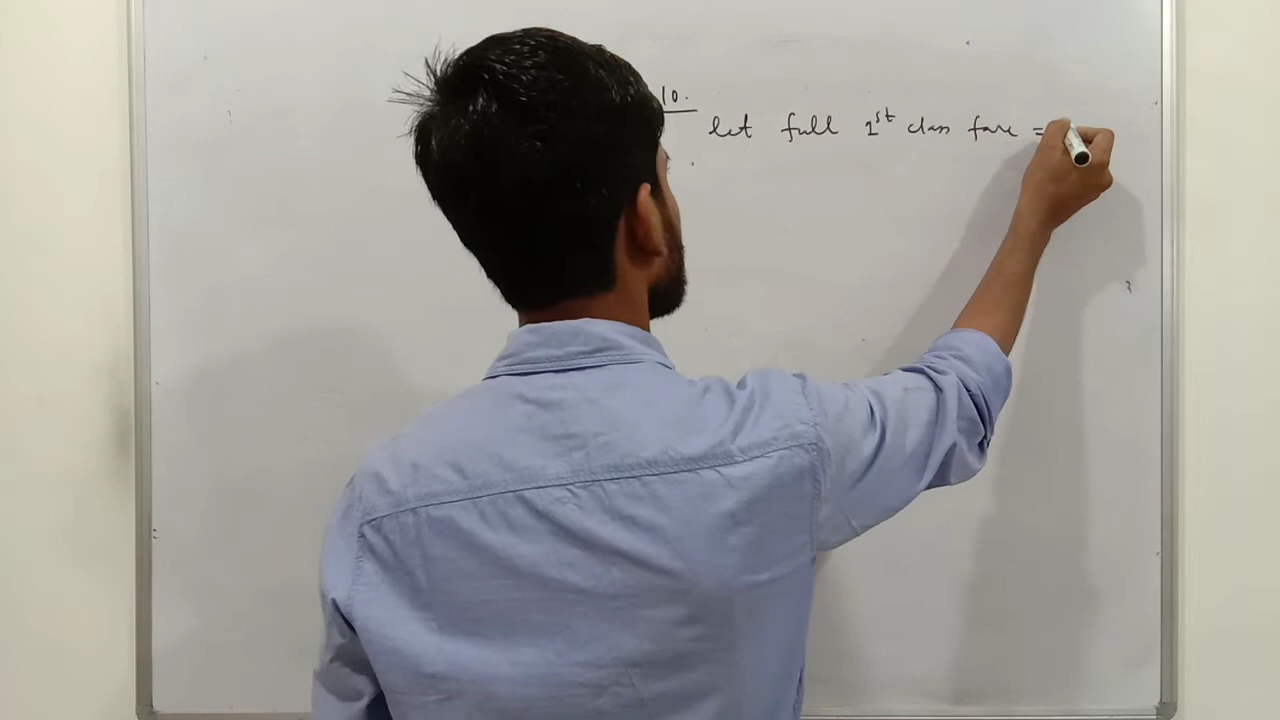 10.
let full 1st class fare =